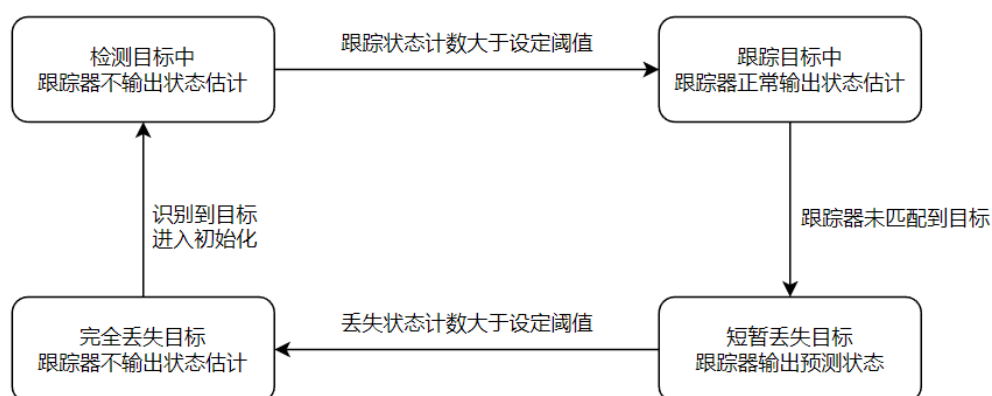 检测目标中
跟踪器不输出状态估计
跟踪状态计数大于设定阈值
跟踪目标中
跟踪器正常输出状态估计
识别到目标
进入初始化
跟踪器未匹配到目标
完全丢失目标
跟踪器不输出状态估计
丢失状态计数大于设定阈值
短暂丢失目标
跟踪器输出预测状态